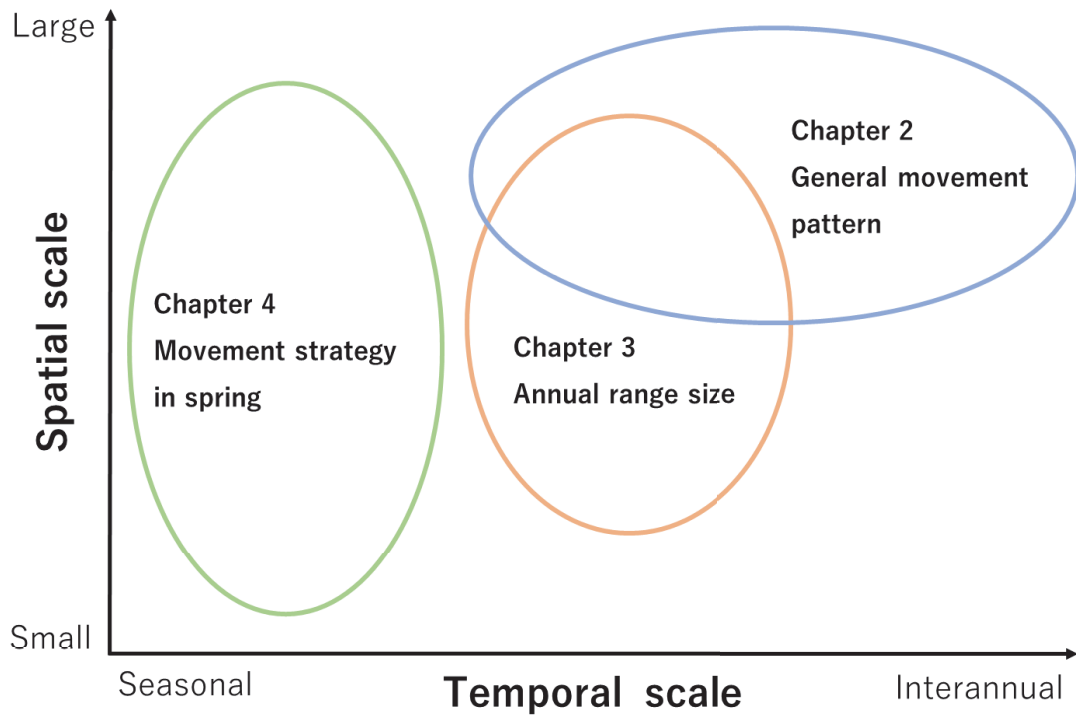 Large
Chapter 2
General movement
pattern
Spatial scale
Chapter 4
Movement strategy
in spring
Chapter 3
Annual range size
Small
Seasonal
Temporal scale
Interannual